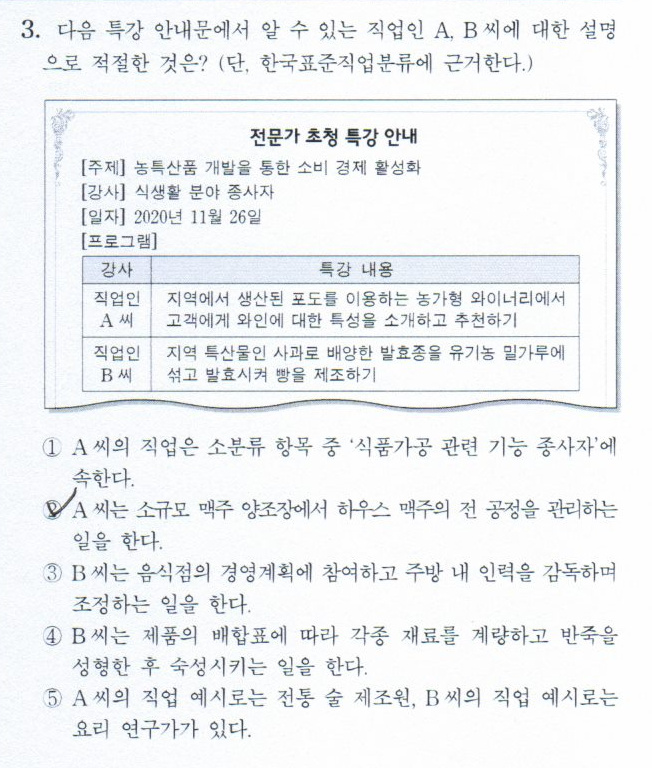 3. 다음 특강 안내문에서 알 수 있는 직업인 A, B 씨에 대한 설명
으로 적절한 것은? (단, 한국표준직업분류에 근거한다.)
전문가 초청 특강 안내
[주제] 농특산품 개발을 통한 소비 경제 활성화
[강사] 식생활 분야 종사자
[일자] 2020년 11월 26일
[프로그램]
강사 특강 내용
직업인 지역에서 생산된 포도를 이용하는 농가형 와이너리에서
A 씨 고객에게 와인에 대한 특성을 소개하고 추천하기
직업인 지역 특산물인 사과로 배양한 발효종을 유기농 밀가루에
B 씨 섞고 발효시켜 빵을 제조하기
① A 씨의 직업은 소분류 항목 중 '식품가공 관련 기능 종사자'에
속한다.
② A 씨는 소규모 맥주 양조장에서 하우스 맥주의 전 공정을 관리하는
일을 한다.
③ B 씨는 음식점의 경영계획에 참여하고 주방 내 인력을 감독하며
조정하는 일을 한다.
④ B 씨는 제품의 배합표에 따라 각종 재료를 계량하고 반죽을
성형한 후 숙성시키는 일을 한다.
⑤ A 씨의 직업 예시로는 전통 술 제조원, B 씨의 직업 예시로는
요리 연구가가 있다.